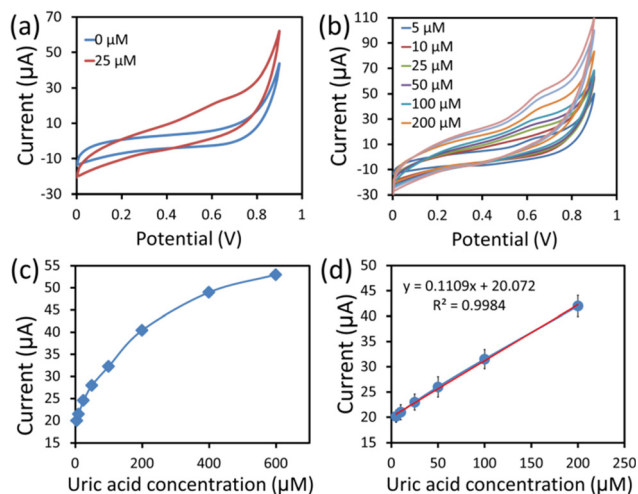 (a)
70
50
30
10
-10
-30
Current (µA)
0 µM
25 µM
0
0.2
0.4
0.6
0.8
1
Potential (V)
(b)
110
90
70
50
30
10
-10
-30
Current (µA)
5 µM
10 µM
25 µM
50 µM
100 µM
200 µM
0
0.2
0.4
0.6
0.8
1
Potential (V)
(c)
55
50
45
40
35
30
25
20
15
Current (µA)
0
200
400
600
Uric acid concentration (µM)
(d)
50
45
40
35
30
25
20
15
Current (µA)
y = 0.1109x + 20.072
R² = 0.9984
0
50
100
150
200
250
Uric acid concentration (µM)